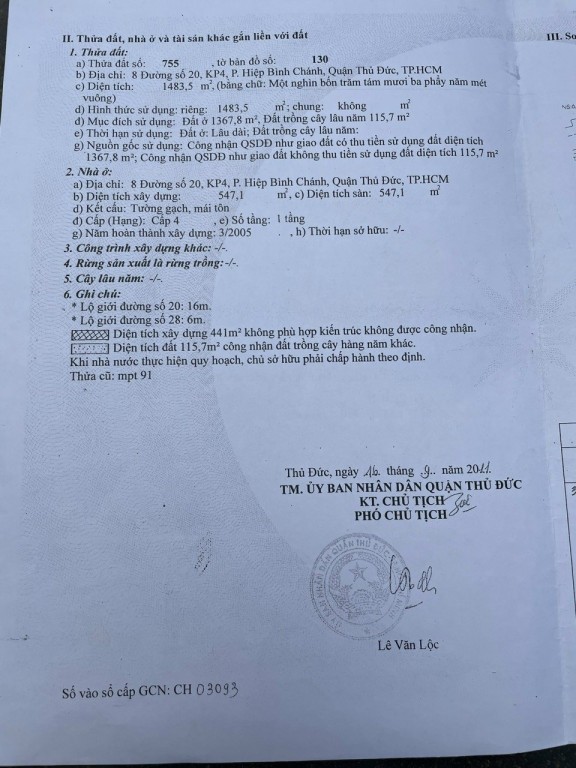 II. Thửa đất, nhà ở và tài sản khác gắn liền với đất
III. Sơ
1. Thửa đất:
a) Thửa đất số: 755 , tờ bản đồ số: 130
b) Địa chỉ: 8 Đường số 20, KP4, P. Hiệp Bình Chánh, Quận Thủ Đức, TP.HCM
c) Diện tích: 1483,5 m², (bằng chữ: Một nghìn bốn trăm tám mươi ba phẩy năm mét
vuông)
d) Hình thức sử dụng: riêng: 1483,5 m²; chung: không m²
đ) Mục đích sử dụng: Đất ở 1367,8 m², Đất trồng cây lâu năm 115,7 m²
e) Thời hạn sử dụng: Đất ở: Lâu dài; Đất trồng cây lâu năm:
g) Nguồn gốc sử dụng: Công nhận QSDĐ như giao đất có thu tiền sử dụng đất diện tích
1367,8 m²; Công nhận QSDĐ như giao đất không thu tiền sử dụng đất diện tích 115,7 m²
2. Nhà ở:
a) Địa chỉ: 8 Đường số 20, KP4, P. Hiệp Bình Chánh, Quận Thủ Đức, TP.HCM
b) Diện tích xây dựng: 547,1 m², c) Diện tích sàn: 547,1 m²
d) Kết cấu: Tường gạch, mái tôn
đ) Cấp (Hạng): Cấp 4 , e) Số tầng: 1 tầng
g) Năm hoàn thành xây dựng: 3/2005 . , h) Thời hạn sở hữu: -/-
3. Công trình xây dựng khác: -/-.
4. Rừng sản xuất là rừng trồng: -/-.
5. Cây lâu năm: -/-.
6. Ghi chú:
* Lộ giới đường số 20: 16m.
* Lộ giới đường số 28: 6m.
Diện tích xây dựng 441m² không phù hợp kiến trúc không được công nhận.
Diện tích đất 115,7m² công nhận đất trồng cây hàng năm khác.
Khi nhà nước thực hiện quy hoạch, chủ sở hữu phải chấp hành theo định.
Thửa cũ: mpt 91
Thủ Đức, ngày 16. tháng .9.. năm 2011.
TM. ỦY BAN NHÂN DÂN QUẬN THỦ ĐỨC
KT. CHỦ TỊCH
PHÓ CHỦ TỊCH
Lê Văn Lộc
Số vào sổ cấp GCN: CH 03093